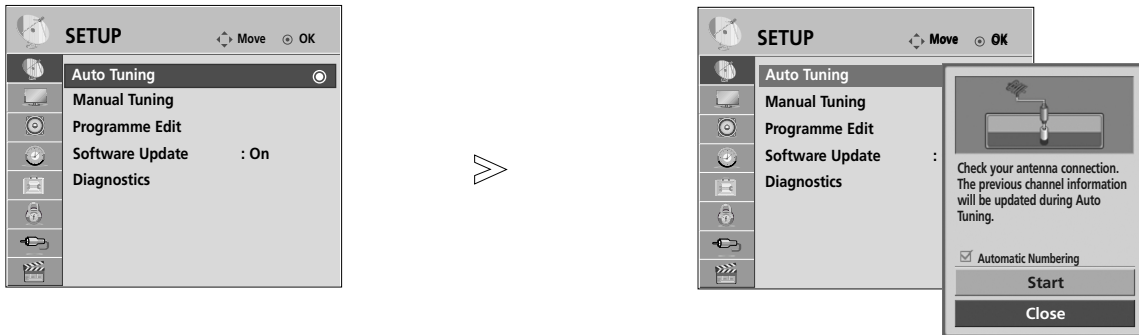 SETUP Move OK
Auto Tuning
Manual Tuning
Programme Edit
Software Update : On
Diagnostics
SETUP Move OK
Auto Tuning
Manual Tuning
Programme Edit
Software Update :
Diagnostics
Check your antenna connection.
The previous channel information
will be updated during Auto
Tuning.
Automatic Numbering
Start
Close